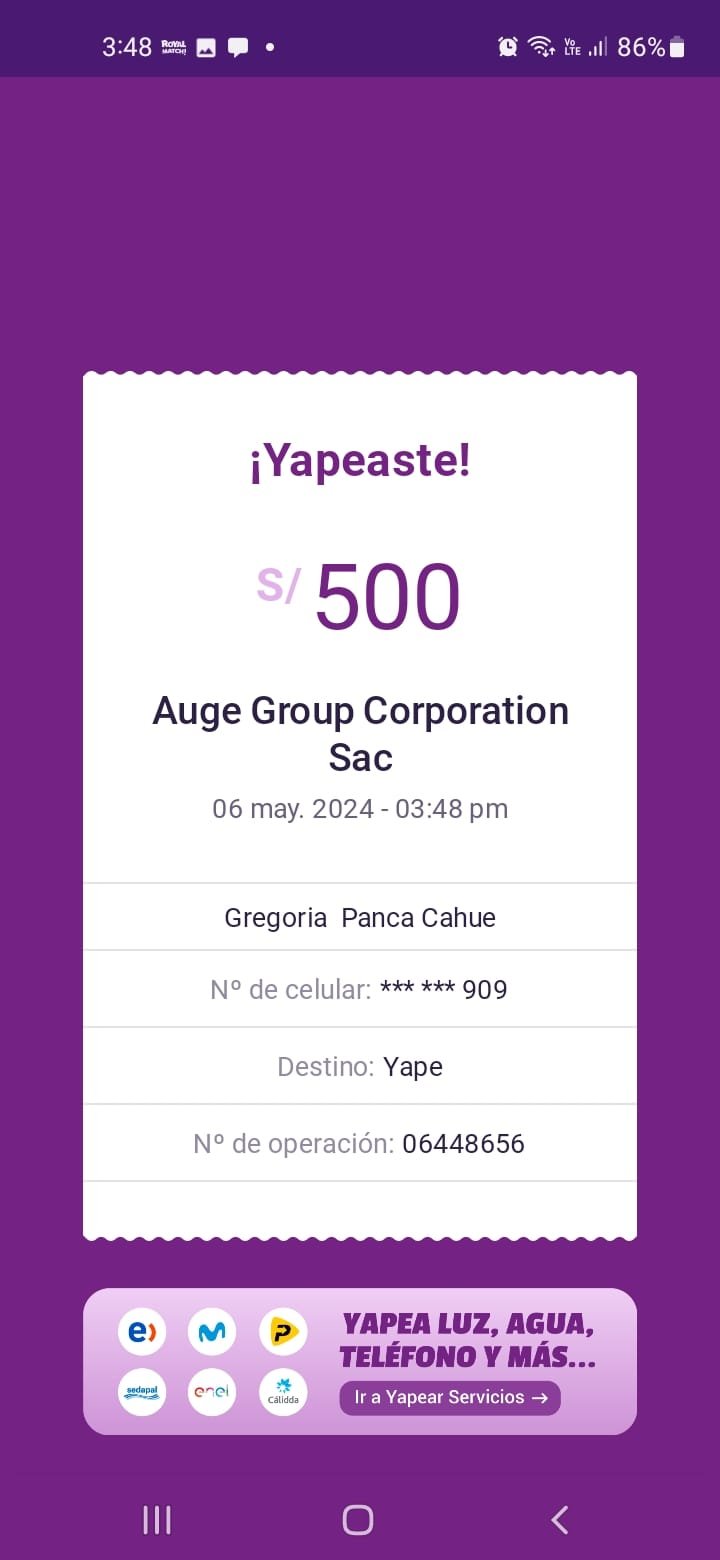 3:48 ROYAL MATCH! Vo LTE 86%
¡Yapeaste!
S/ 500
Auge Group Corporation
Sac
06 may. 2024 - 03:48 pm
Gregoria  Panca Cahue
Nº de celular: *** *** 909
Destino: Yape
Nº de operación: 06448656
YAPEA LUZ, AGUA,
TELÉFONO Y MÁS...
Ir a Yapear Servicios →
e) P
sedapal enel Cálidda